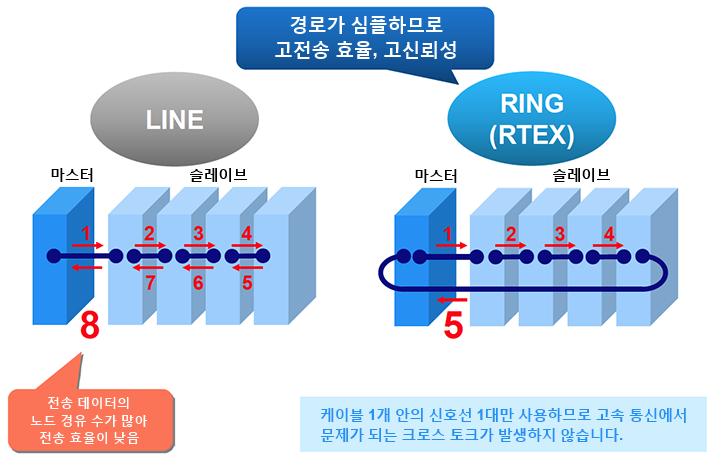 경로가 심플하므로
고전송 효율, 고신뢰성
LINE
RING
(RTEX)
마스터
슬레이브
1
2
3
4
7
6
5
8
전송 데이터의
노드 경유 수가 많아
전송 효율이 낮음
마스터
슬레이브
1
2
3
4
5
케이블 1개 안의 신호선 1대만 사용하므로 고속 통신에서
문제가 되는 크로스 토크가 발생하지 않습니다.